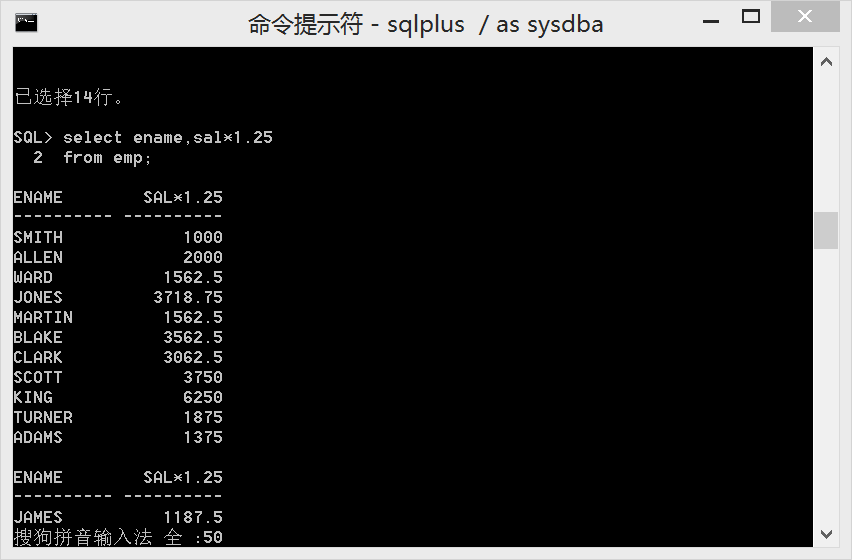 命令提示符 - sqlplus / as sysdba
已选择14行。
SQL> select ename,sal*1.25
2 from emp;
ENAME SAL*1.25
---------- ----------
SMITH 1000
ALLEN 2000
WARD 1562.5
JONES 3718.75
MARTIN 1562.5
BLAKE 3562.5
CLARK 3062.5
SCOTT 3750
KING 6250
TURNER 1875
ADAMS 1375
ENAME SAL*1.25
---------- ----------
JAMES 1187.5
搜狗拼音输入法 全 :50